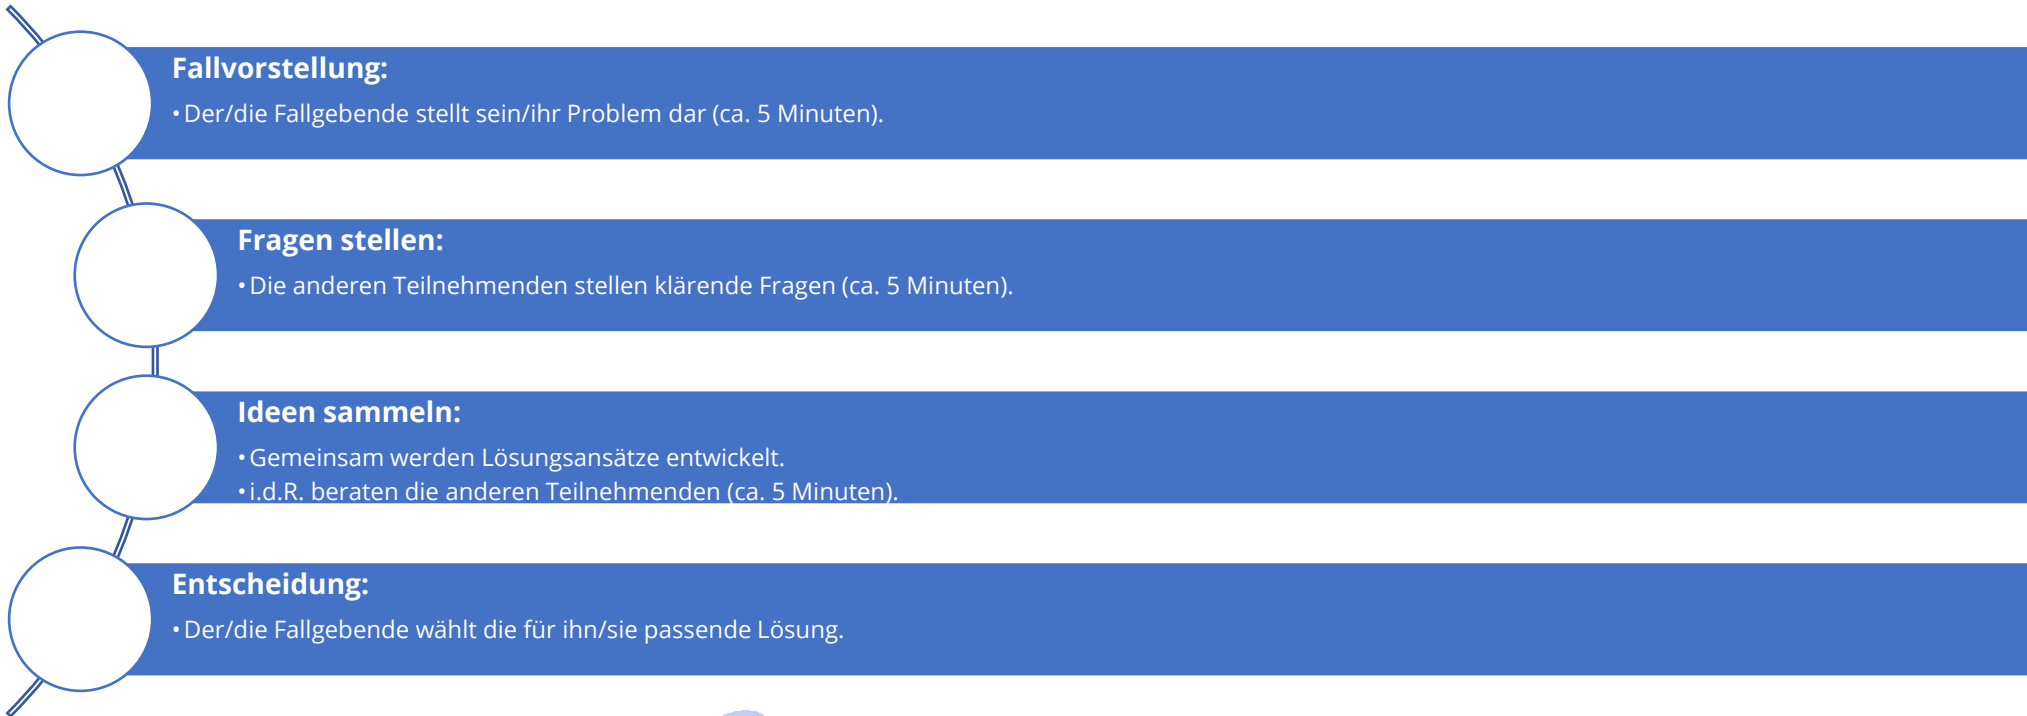 Fallvorstellung:
•Der/die Fallgebende stellt sein/ihr Problem dar (ca. 5 Minuten).
Fragen stellen:
•Die anderen Teilnehmenden stellen klärende Fragen (ca. 5 Minuten).
Ideen sammeln:
•Gemeinsam werden Lösungsansätze entwickelt.
•i.d.R. beraten die anderen Teilnehmenden (ca. 5 Minuten).
Entscheidung:
•Der/die Fallgebende wählt die für ihn/sie passende Lösung.